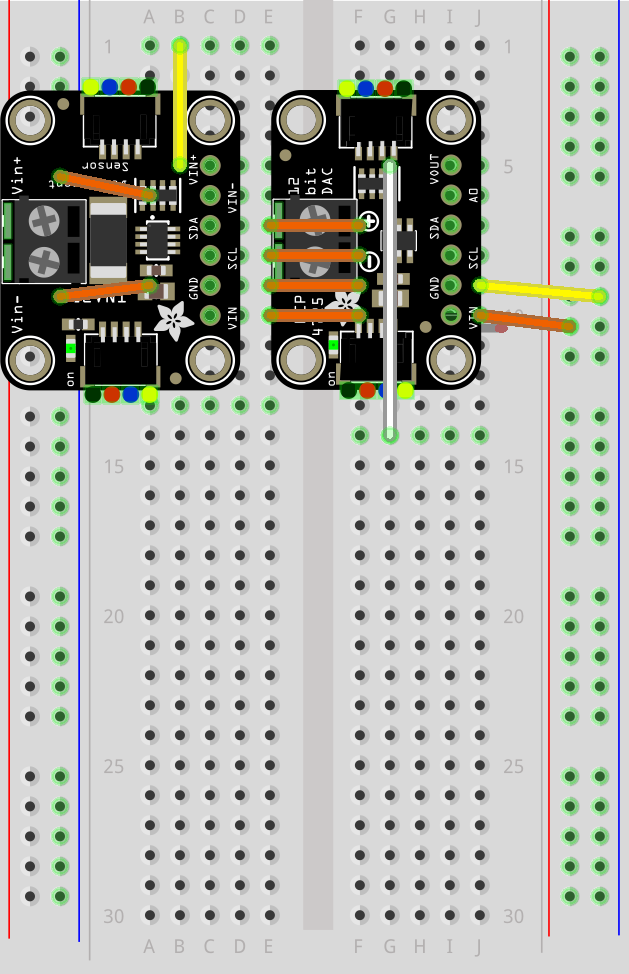 A B C D E F G H I J
1 1
Sensor
Vin+
VIN+
VIN-
SDA
SCL
GND
VIN
Vin-
on
12
bit
DAC
VOUT
A0
SDA
SCL
GND
VIN
on
5
15 15
20 20
25 25
30 30
A B C D E F G H I J